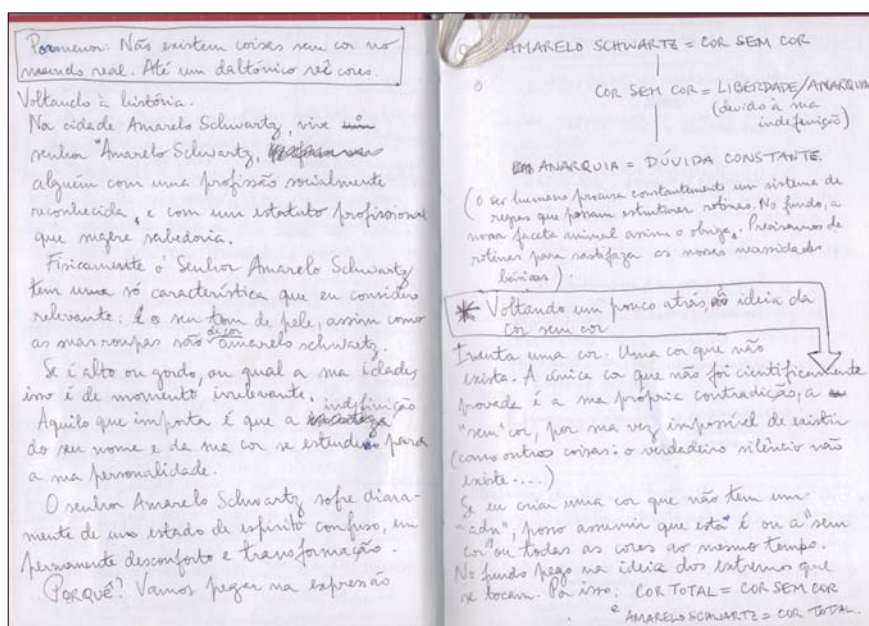 Pormenor: Não existem coisas sem cor no
mundo real. Até um daltónico vê cores.
Voltando à história.
Na cidade Amarelo Schwartz, vive um
senhor "Amarelo Schwartz,
alguém com uma profissão socialmente
reconhecida, e com um estatuto profissional
que sugere sabedoria.
Fisicamente o Senhor Amarelo Schwartz
tem uma só característica que eu considero
relevante: É o seu tom de pele, assim como
as suas roupas são de cor amarelo schwartz.
Se é alto ou gordo, ou qual a sua idade,
isso é de momento irrelevante.
Aquilo que importa é que a indefinição
do seu nome e da sua cor se estendem para
a sua personalidade.
O senhor Amarelo Schwartz sofre diara-
mente de um estado de espírito confuso, em
permanente desconforto e transformação.
PORQUÊ? Vamos pegar na expressão
AMARELO SCHWARTZ = COR SEM COR
COR SEM COR = LIBERDADE/ANARQUIA
(devido à sua
indefinição)
ANARQUIA = DÚVIDA CONSTANTE.
(O ser humano procura constantemente um sistema de
regras que possam estruturar rotinas. No fundo, a
nossa faceta animal assim o obriga. Precisamos de
rotinas para satisfazer as nossas necessidades
básicas).
* Voltando um pouco atrás, à ideia da
cor sem cor
Inventa uma cor. Uma cor que não
exista. A única cor que não foi cientificamente
provada é a sua própria contradição, a
"sem" cor, por sua vez impossível de existir
(como outras coisas: o verdadeiro silêncio não
existe....)
Se eu criar uma cor que não tem um
"adn", posso assumir que esta é ou a "sem
cor" ou todas as cores ao mesmo tempo.
No fundo pego na ideia dos extremos que
se tocam. Por isso: COR TOTAL = COR SEM COR
e AMARELO SCHWARTZ = COR TOTAL.